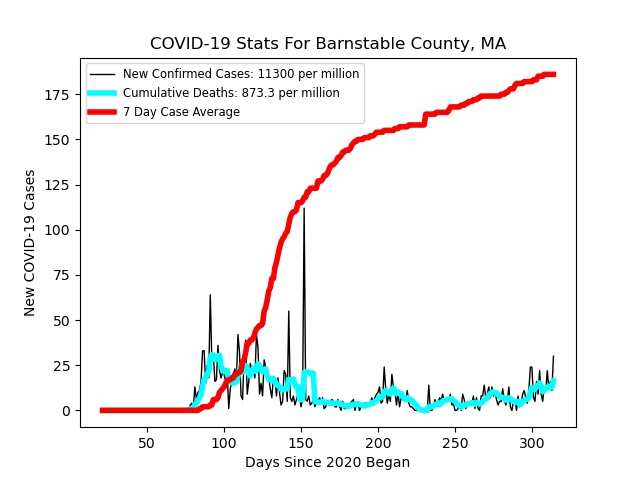 COVID-19 Stats For Barnstable County, MA
New Confirmed Cases: 11300 per million
Cumulative Deaths: 873.3 per million
7 Day Case Average
175
150
125
100
75
50
25
0
New COVID-19 Cases
50 100 150 200 250 300
Days Since 2020 Began